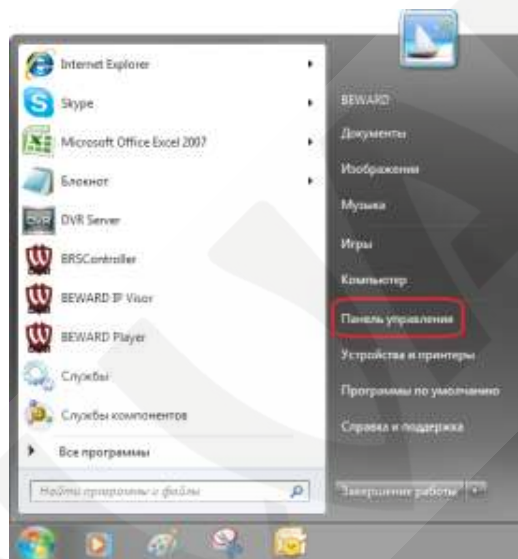 Internet Explorer
Skype
Microsoft Office Excel 2007
Блокнот
DVR Server
BRSController
BEWARD IP Visor
BEWARD Player
Службы
Службы компонентов
Все программы
Найти программы и файлы
BEWARD
Документы
Изображения
Музыка
Игры
Компьютер
Панель управления
Устройства и принтеры
Программы по умолчанию
Справка и поддержка
Завершение работы